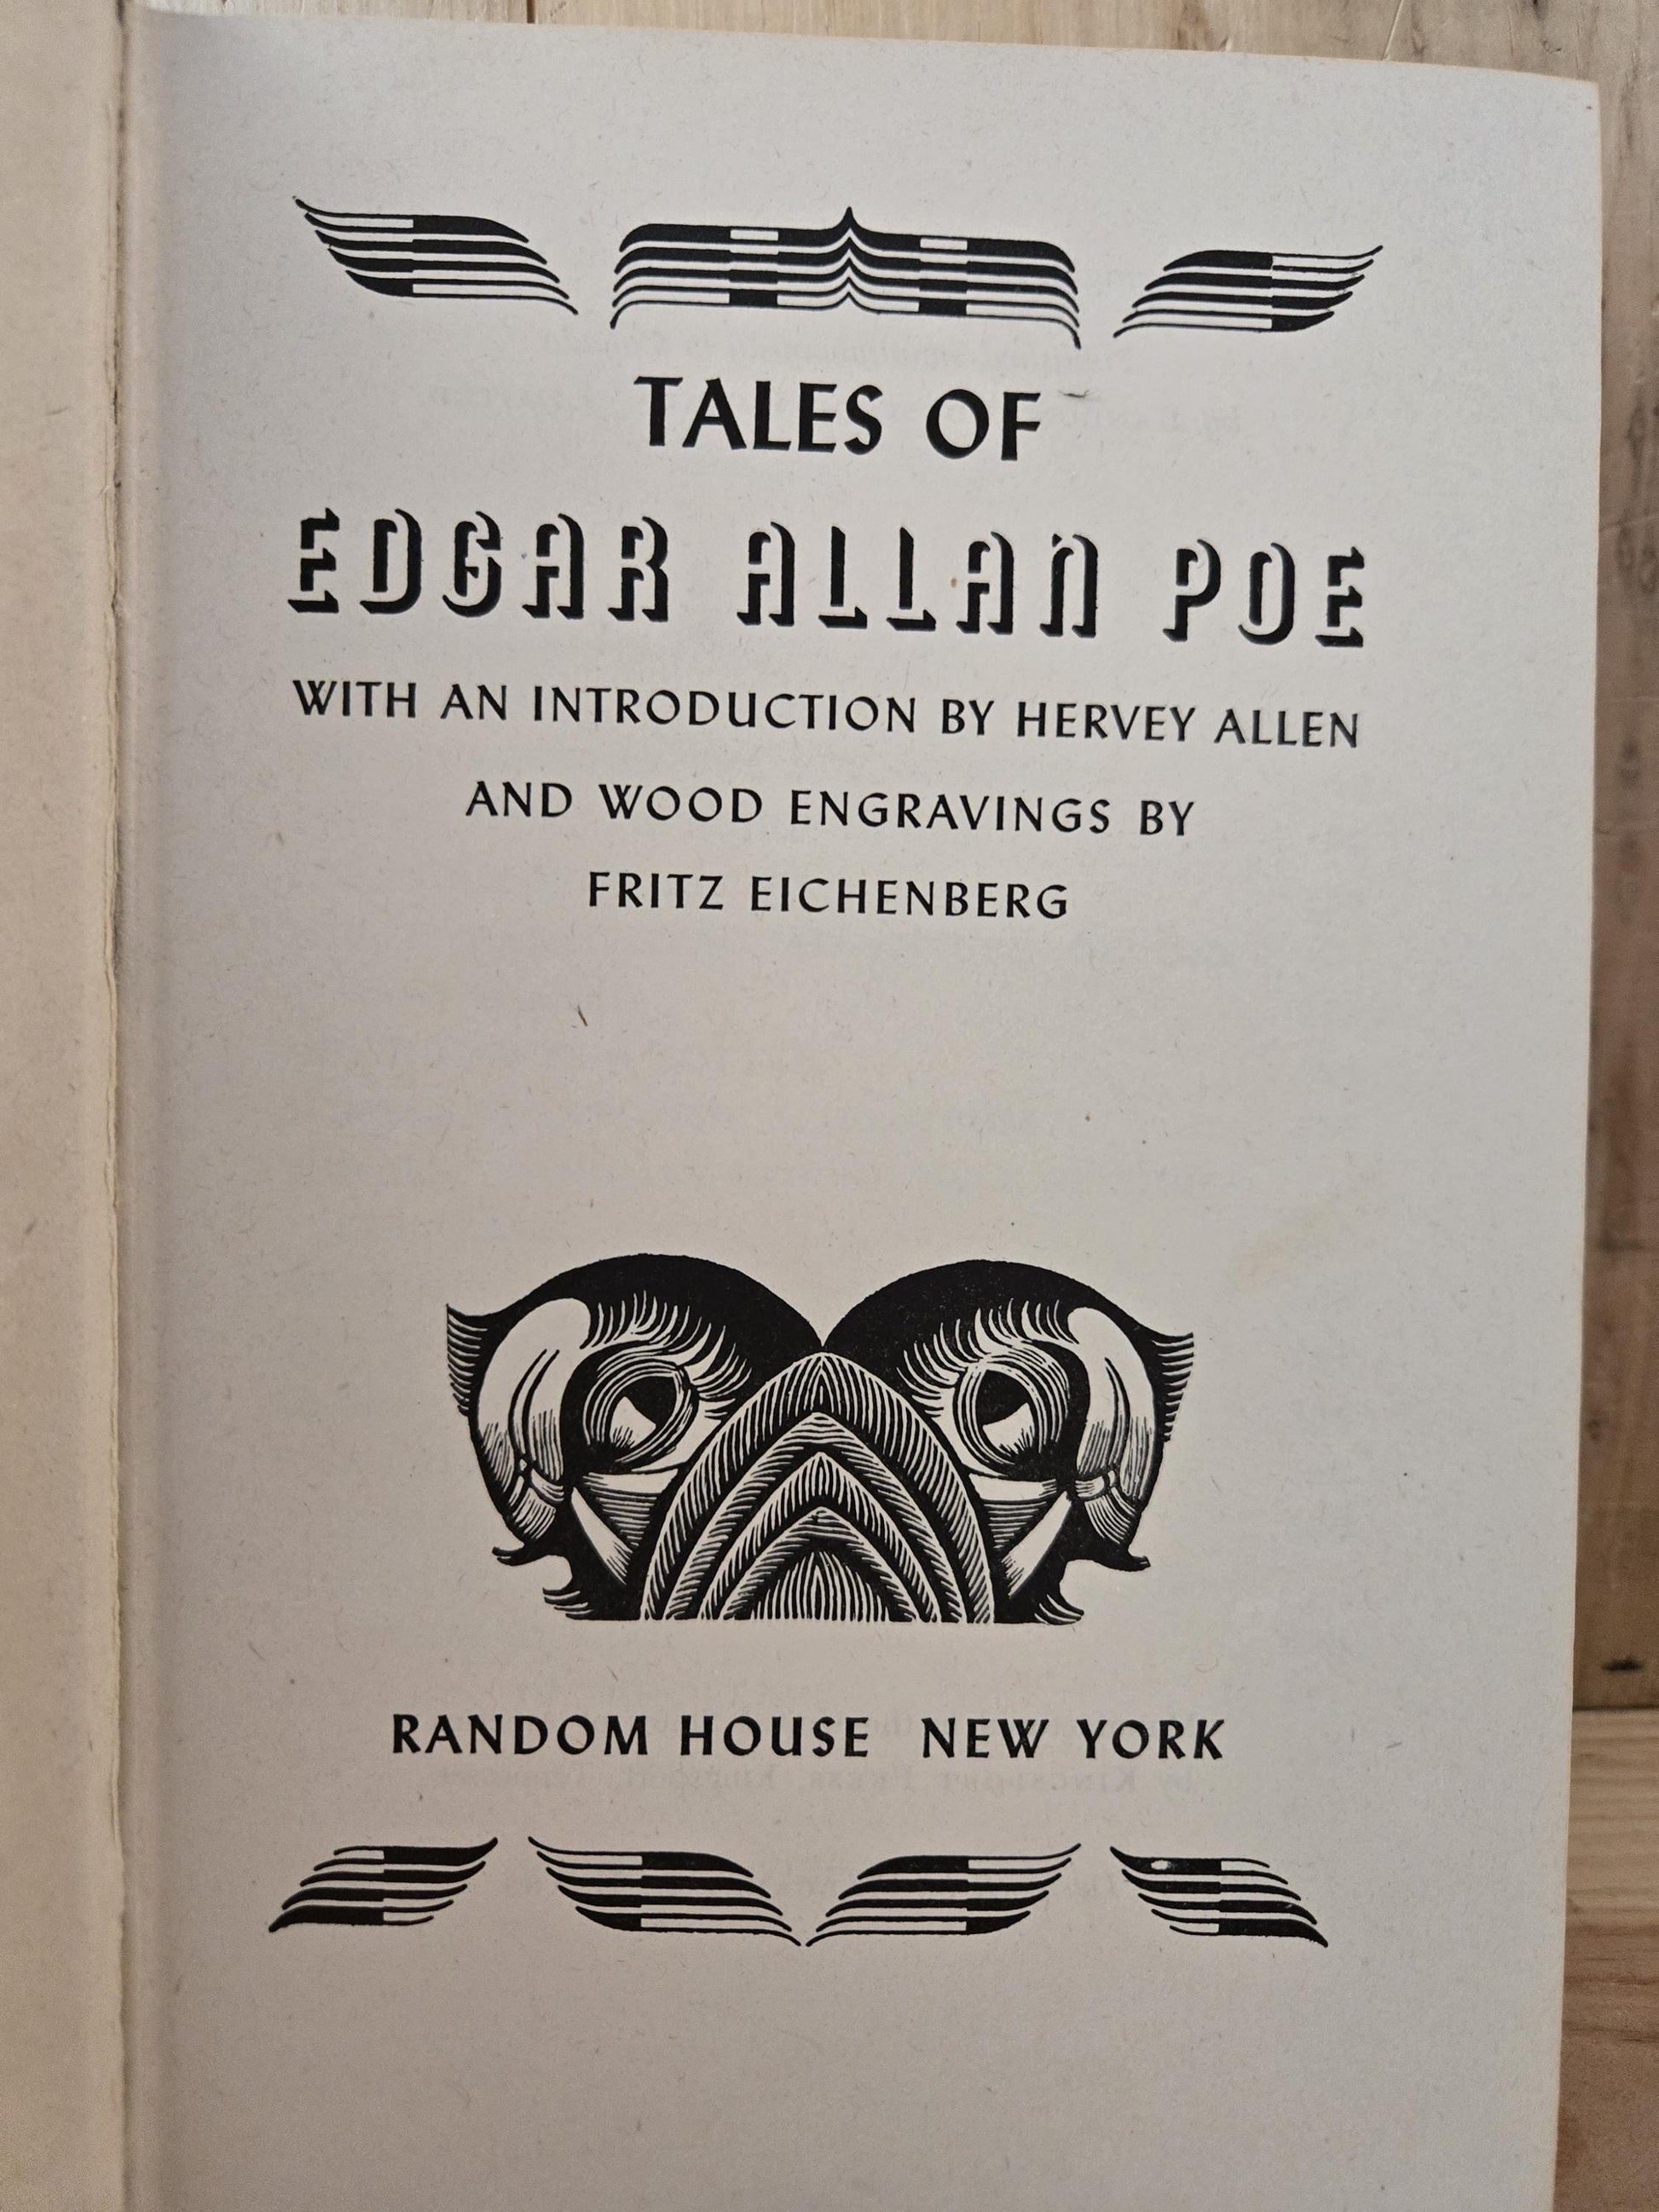 TALES OF
EDGAR ALLAN POE
WITH AN INTRODUCTION BY HERVEY ALLEN
AND WOOD ENGRAVINGS BY
FRITZ EICHENBERG
RANDOM HOUSE NEW YORK